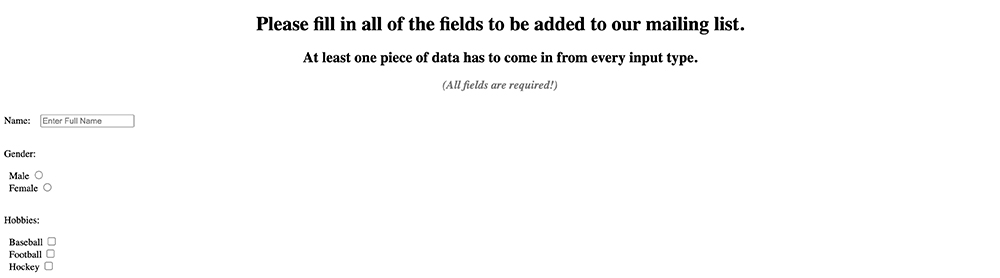 Please fill in all of the fields to be added to our mailing list.
At least one piece of data has to come in from every input type.
(All fields are required!)
Name: Enter Full Name
Gender:
Male
Female
Hobbies:
Baseball
Football
Hockey